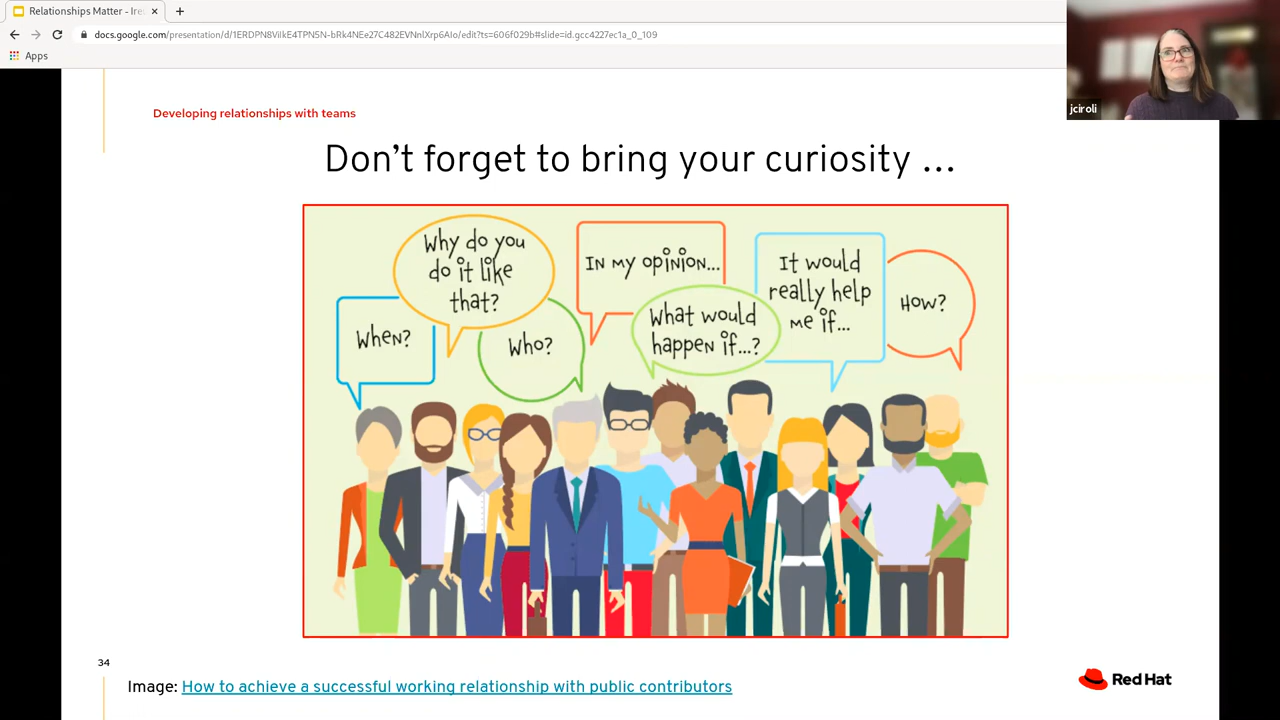 Relationships Matter - Ire
docs.google.com/presentation/d/1ERDPN8ViIkE4TPN5N-bRk4NEe27C482EVNnlXrp6AIo/edit?ts=606f029b#slide=id.gcc4227ec1a_0_109
Apps
jciroli
Developing relationships with teams
Don't forget to bring your curiosity ...
When?
Why do you
do it like
that?
Who?
In my opinion...
What would
happen if...?
It would
really help
me if...
How?
34
Image: How to achieve a successful working relationship with public contributors
Red Hat